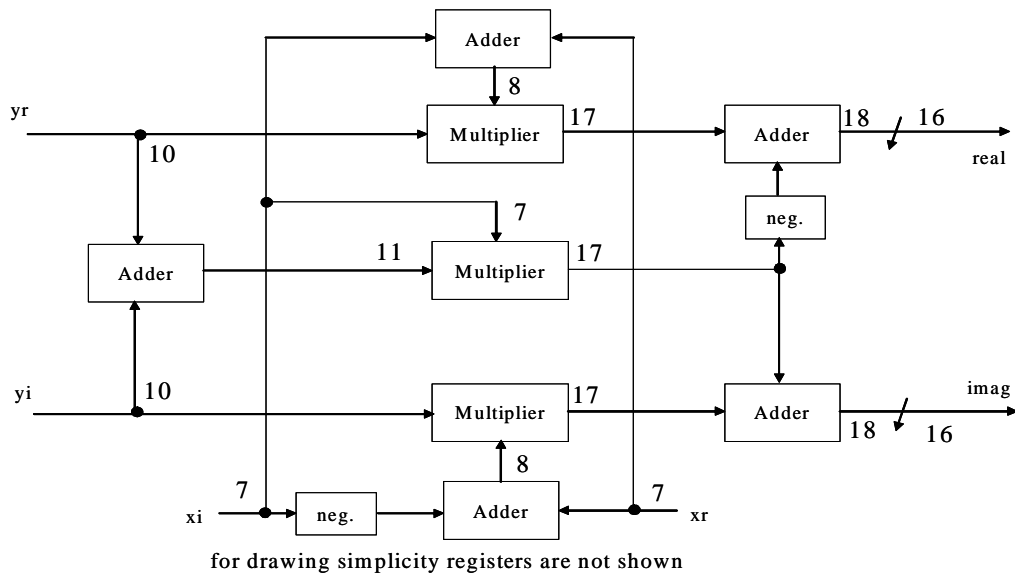 Adder
8
yr
10
Multiplier
17
Adder
18
16
real
7
neg.
Adder
11
Multiplier
17
yi
10
Multiplier
17
Adder
imag
18
16
8
7
xi
neg.
Adder
7
xr
for drawing simplicity registers are not shown